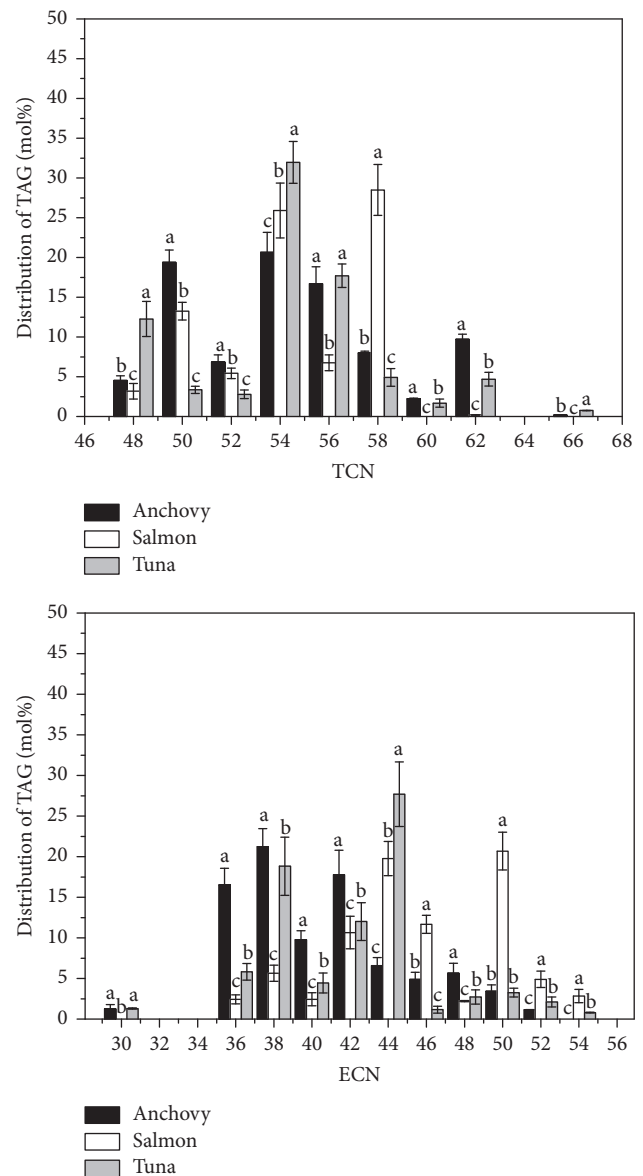 Distribution of TAG (mol%)
50
45
40
35
30
25
20
15
10
5
0
b c a
a b c
a b c
c b a
a b a
b a c
a c b
a c b
b c a
46 48 50 52 54 56 58 60 62 64 66 68
TCN
Anchovy
Salmon
Tuna
Distribution of TAG (mol%)
50
45
40
35
30
25
20
15
10
5
0
a b a
a c b
a c b
a c b
a c b
c b a
b a c
a c b
b a b
c a b
c a b
30 32 34 36 38 40 42 44 46 48 50 52 54 56
ECN
Anchovy
Salmon
Tuna